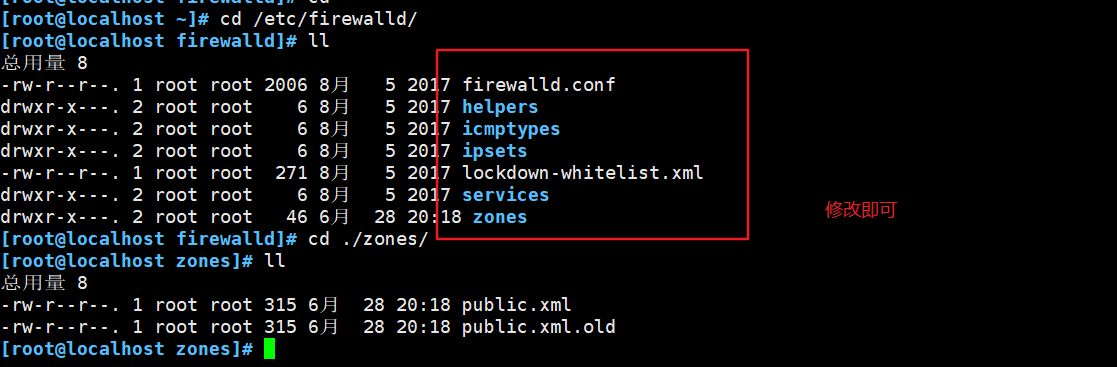 [root@localhost ~]# cd /etc/firewalld/
[root@localhost firewalld]# ll
总用量 8
-rw-r--r--. 1 root root 2006 8月   5 2017 firewalld.conf
drwxr-x---. 2 root root    6 8月   5 2017 helpers
drwxr-x---. 2 root root    6 8月   5 2017 icmptypes
drwxr-x---. 2 root root    6 8月   5 2017 ipsets
-rw-r--r--. 1 root root  271 8月   5 2017 lockdown-whitelist.xml
drwxr-x---. 2 root root    6 8月   5 2017 services
drwxr-x---. 2 root root   46 6月  28 20:18 zones
修改即可
[root@localhost firewalld]# cd ./zones/
[root@localhost zones]# ll
总用量 8
-rw-r--r--. 1 root root 315 6月  28 20:18 public.xml
-rw-r--r--. 1 root root 315 6月  28 20:18 public.xml.old
[root@localhost zones]#